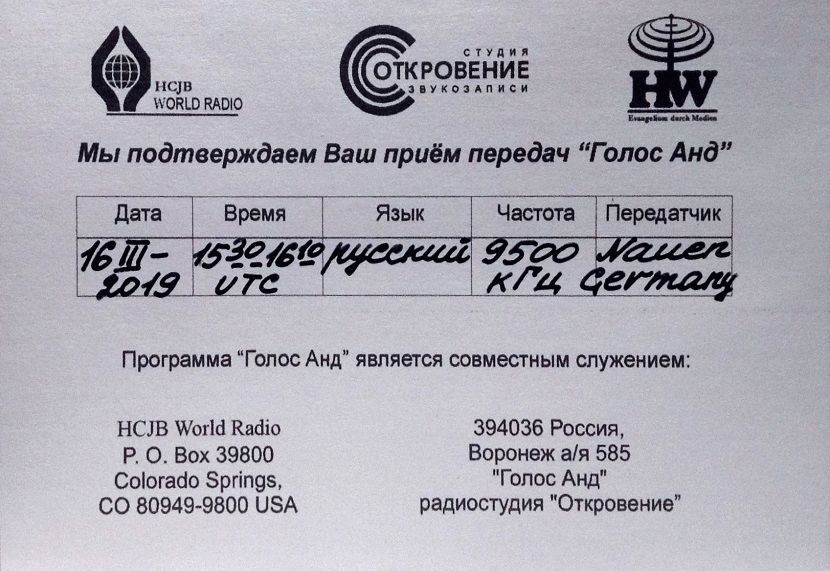 HCJB
WORLD RADIO
СТУДИЯ
ОТКРОВЕНИЕ
ЗВУКОЗАПИСИ
HW
Evangelium durch Medien
Мы подтверждаем Ваш приём передач “Голос Анд”
Дата Время Язык Частота Передатчик
16 III - 15 30 - 16 10 русский 9500 Nauen
2019 UTC кГц Germany
Программа “Голос Анд” является совместным служением:
HCJB World Radio
P. O. Box 39800
Colorado Springs,
CO 80949-9800 USA
394036 Россия,
Воронеж а/я 585
"Голос Анд"
радиостудия "Откровение”